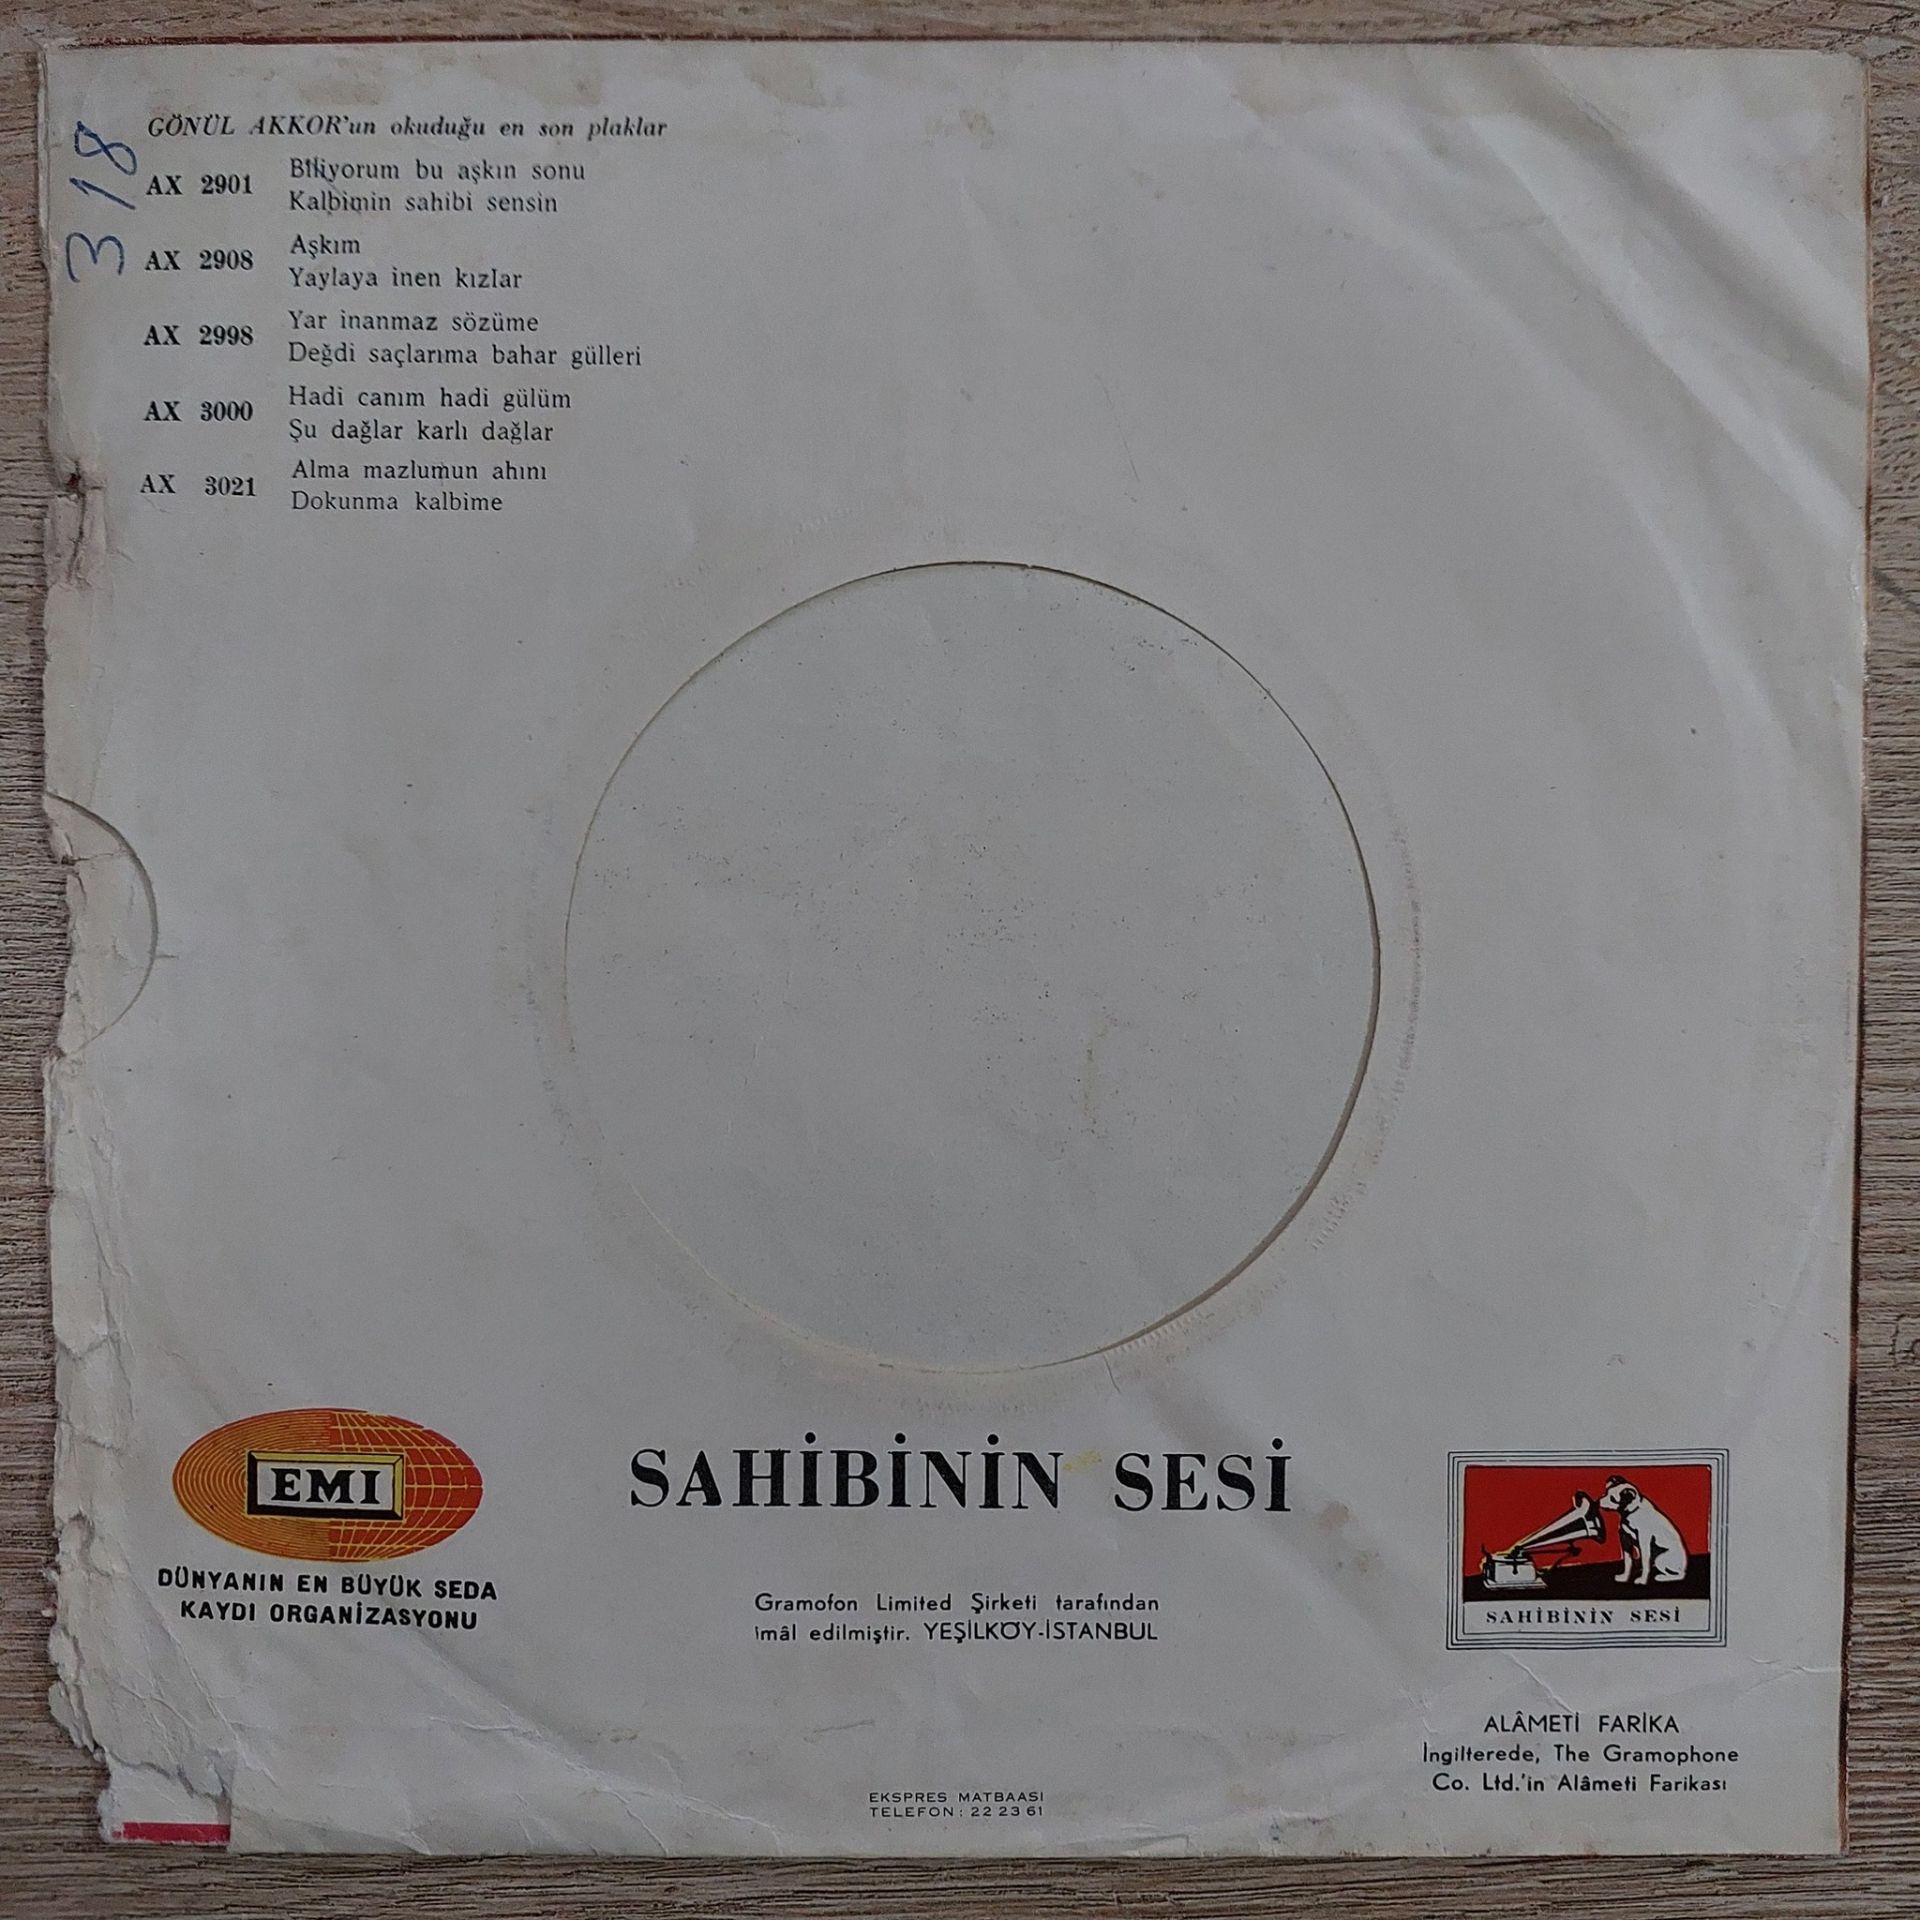 GÖNÜL AKKOR'un okuduğu en son plaklar
AX 2901
Biliyorum bu aşkın sonu
Kalbimin sahibi sensin
AX 2908
Aşkım
Yaylaya inen kızlar
AX 2998
Yar inanmaz sözüme
Değdi saçlarıma bahar gülleri
AX 3000
Hadi canım hadi gülüm
Şu dağlar karlı dağlar
AX 3021
Alma mazlumun ahını
Dokunma kalbime
318
EMI
DÜNYANIN EN BÜYÜK SEDA
KAYDI ORGANİZASYONU
SAHİBİNİN SESİ
Gramofon Limited Şirketi tarafından
imâl edilmiştir. YEŞİLKÖY-İSTANBUL
SAHİBİNİN SESİ
ALÂMETİ FARİKA
İngilterede, The Gramophone
Co. Ltd.'in Alâmeti Farikası
EKSPRES MATBAASI
TELEFON: 22 23 61